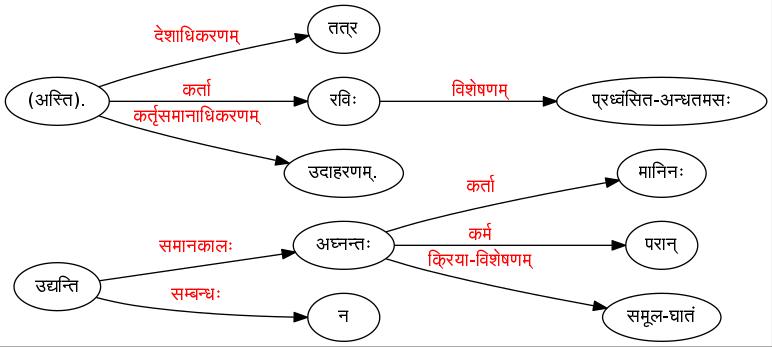 तत्र
देशाधिकरणम्
(अस्ति).
कर्ता
रविः
विशेषणम्
प्रध्वंसित-अन्धतमसः
कर्तृसमानाधिकरणम्
उदाहरणम्.
मानिनः
कर्ता
समानकालः
अघ्नन्तः
कर्म
परान्
क्रिया-विशेषणम्
उद्यन्ति
सम्बन्धः
न
समूल-घातं